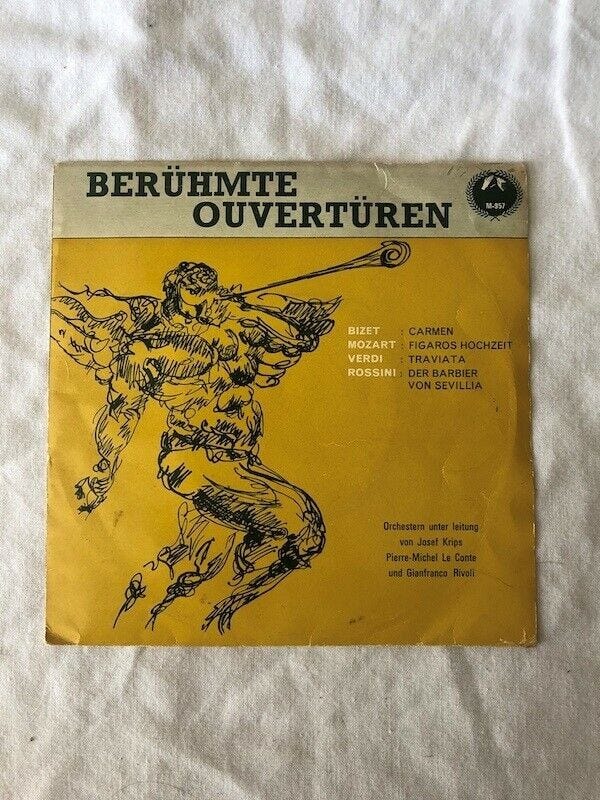 BERÜHMTE
OUVERTÜREN
M-957
BIZET : CARMEN
MOZART : FIGAROS HOCHZEIT
VERDI : TRAVIATA
ROSSINI : DER BARBIER
VON SEVILLIA
Orchestern unter leitung
von Josef Krips
Pierre-Michel Le Conte
und Gianfranco Rivoli